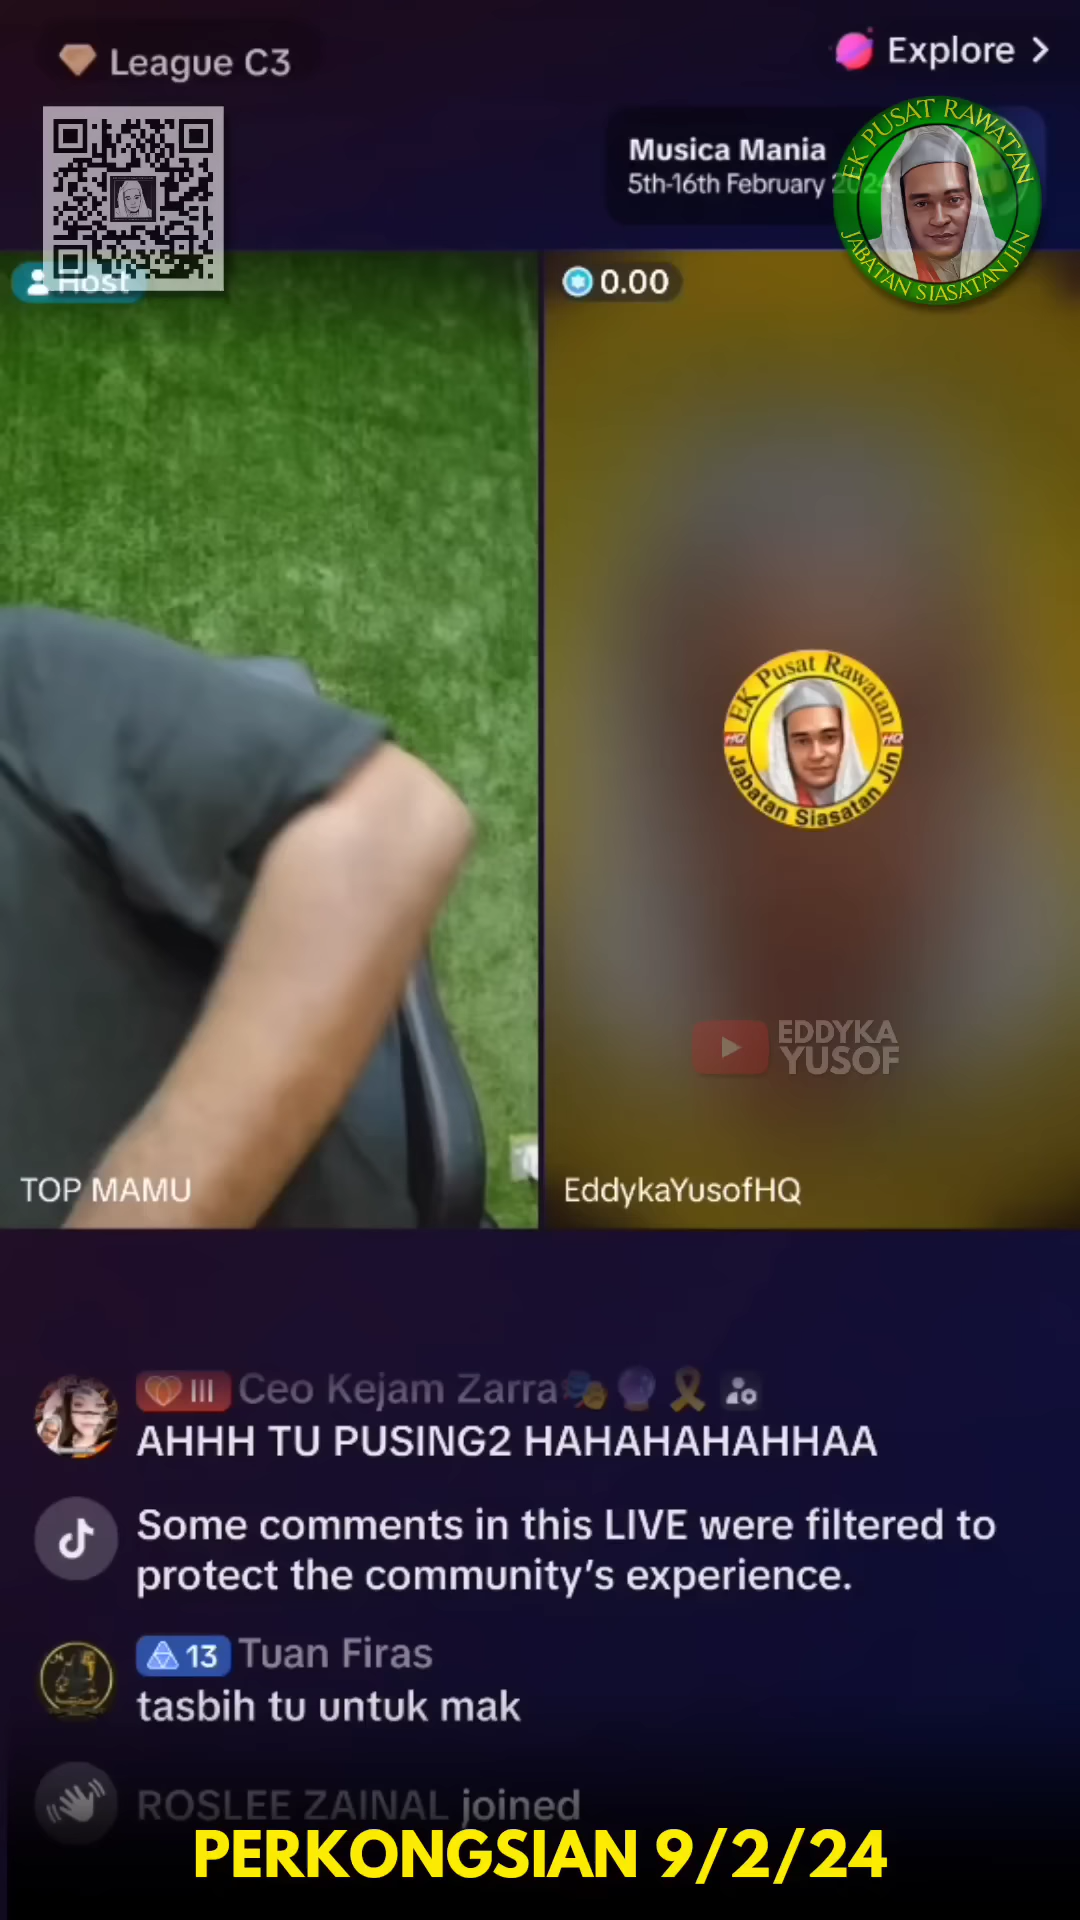 League C3
Explore
Musica Mania
5th-16th February 2024
EK PUSAT RAWATAN
JABATAN SIASATAN JIN
Host
0.00
EK Pusat Rawatan
HQ HQ
Jabatan Siasatan Jin
EDDYKA
YUSOF
TOP MAMU
EddykaYusofHQ
III Ceo Kejam Zarra
AHHH TU PUSING2 HAHAHAHAHHAA
Some comments in this LIVE were filtered to
protect the community's experience.
13 Tuan Firas
tasbih tu untuk mak
ROSLEE ZAINAL joined
PERKONGSIAN 9/2/24